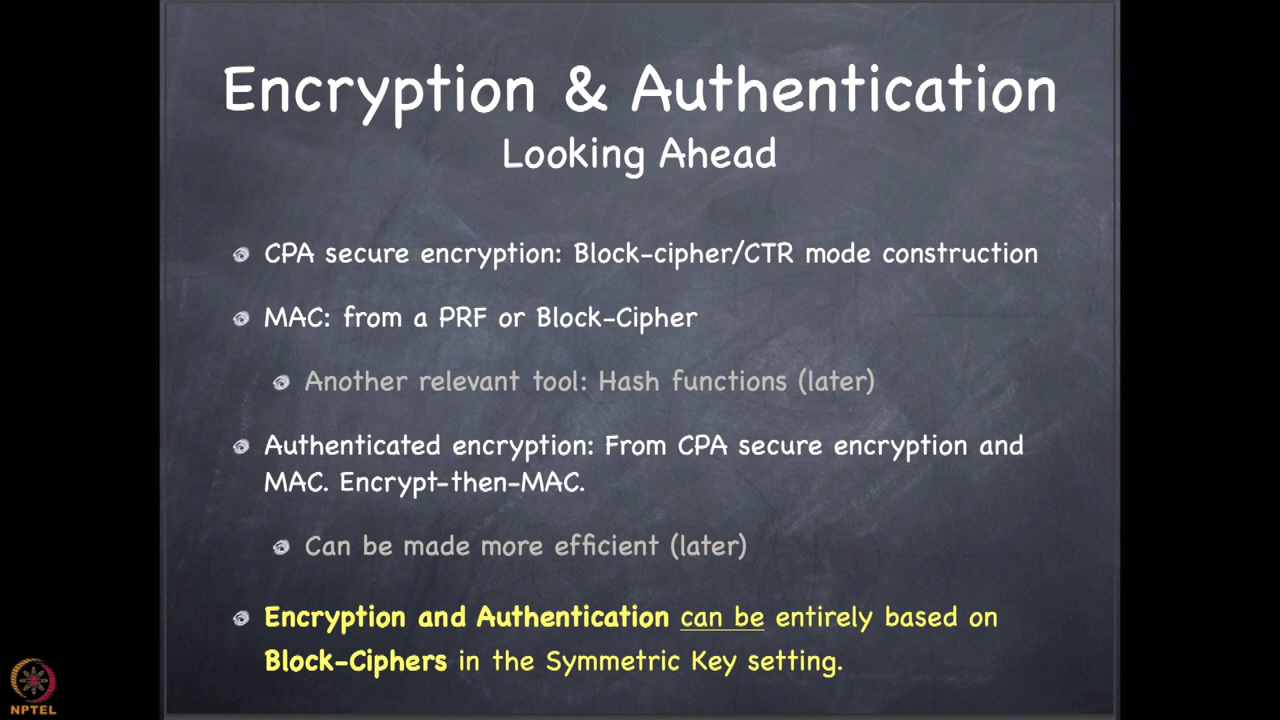 Encryption & Authentication
Looking Ahead
CPA secure encryption: Block-cipher/CTR mode construction
MAC: from a PRF or Block-Cipher
Another relevant tool: Hash functions (later)
Authenticated encryption: From CPA secure encryption and
MAC. Encrypt-then-MAC.
Can be made more efficient (later)
Encryption and Authentication can be entirely based on
Block-Ciphers in the Symmetric Key setting.
NPTEL